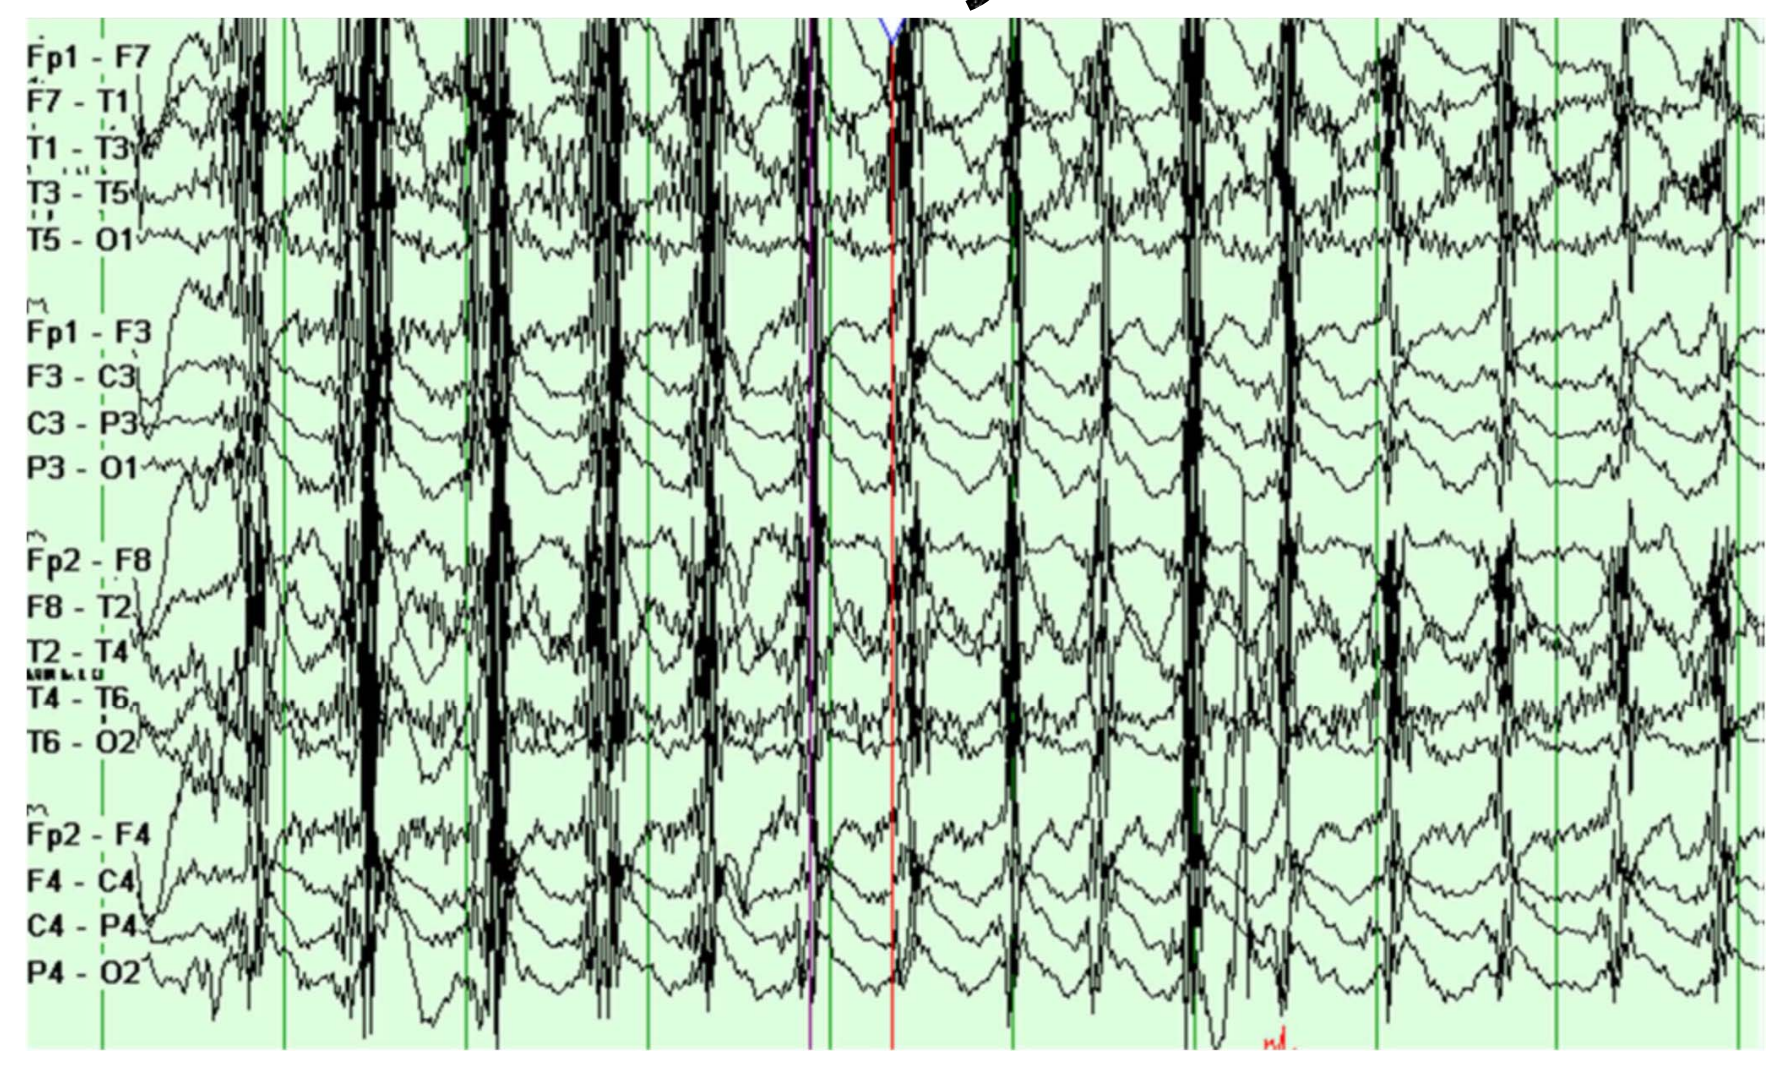 Fp1 - F7
F7 - T1
T1 - T3
T3 - T5
T5 - O1
Fp1 - F3
F3 - C3
C3 - P3
P3 - O1
Fp2 - F8
F8 - T2
T2 - T4
T4 - T6
T6 - O2
Fp2 - F4
F4 - C4
C4 - P4
P4 - O2